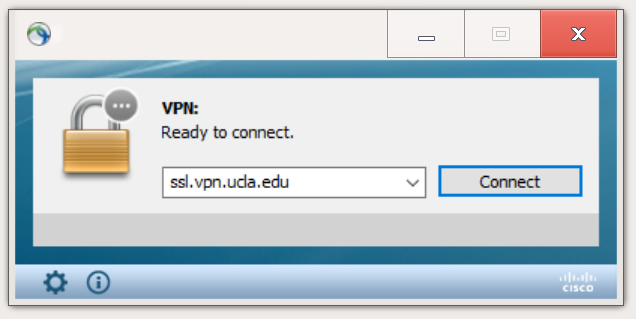 VPN:
Ready to connect.
ssl.vpn.ucla.edu
Connect
CISCO